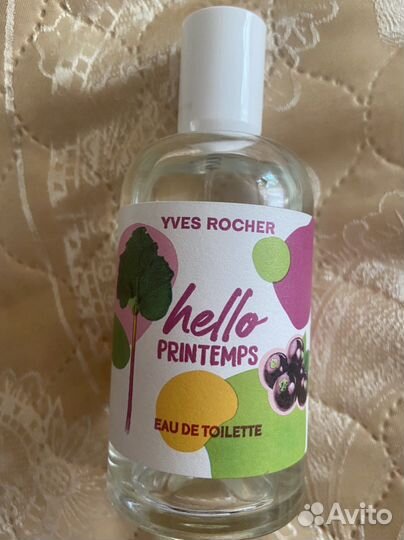 YVES ROCHER
hello
PRINTEMPS
EAU DE TOILETTE
Avito